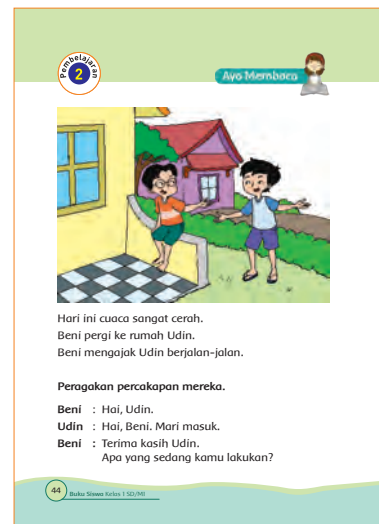 Pembelajaran
2
Ayo Membaca
Hari ini cuaca sangat cerah.
Beni pergi ke rumah Udin.
Beni mengajak Udin berjalan-jalan.
Peragakan percakapan mereka.
Beni : Hai, Udin.
Udin : Hai, Beni. Mari masuk.
Beni : Terima kasih Udin.
Apa yang sedang kamu lakukan?
44 Buku Siswa Kelas I SD/MI